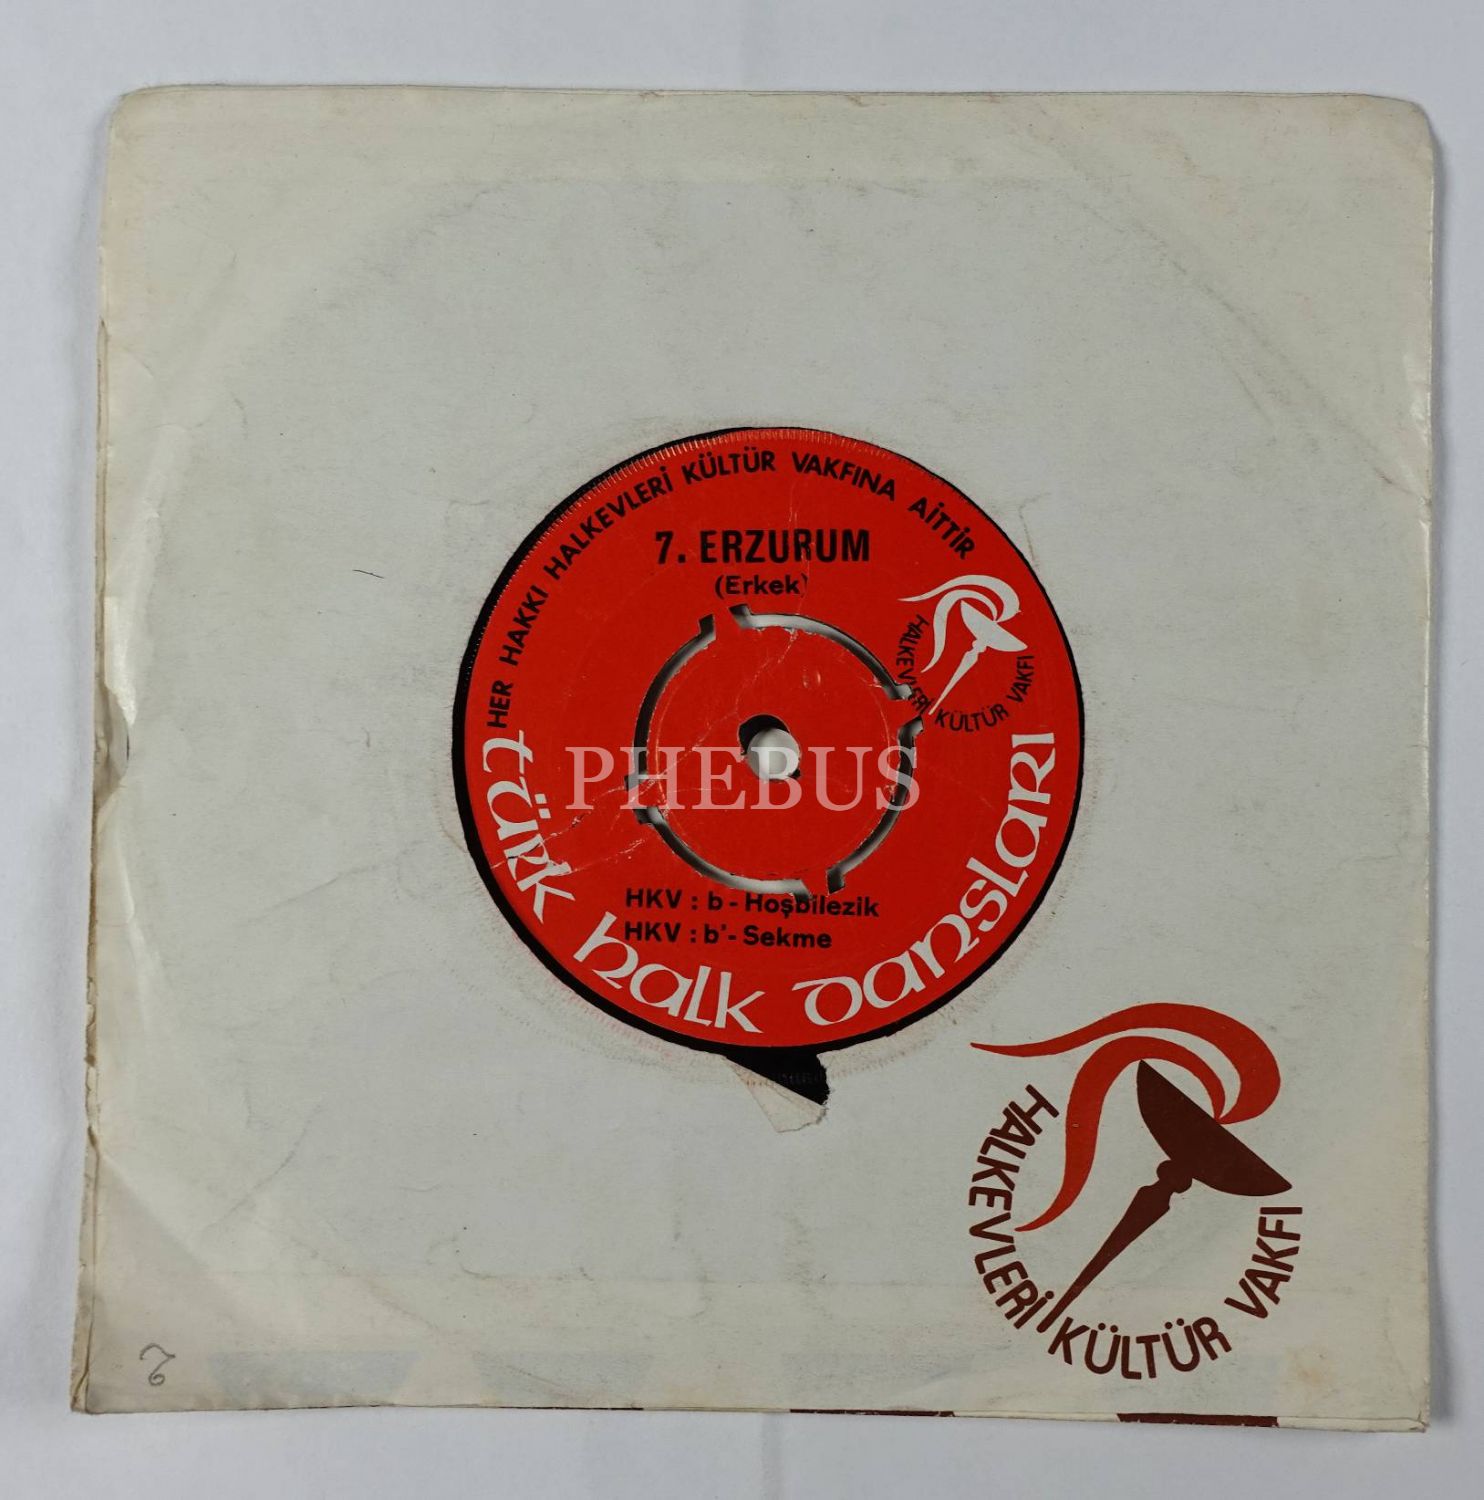 HER HAKKI HALKEVLERİ KÜLTÜR VAKFINA AİTTİR
7. ERZURUM
(Erkek)
HALKEVLERİ KÜLTÜR VAKFI
PHEBUS
HKV : b - Hoşbilezik
HKV : b' - Sekme
türk halk dansları
HALKEVLERİ KÜLTÜR VAKFI